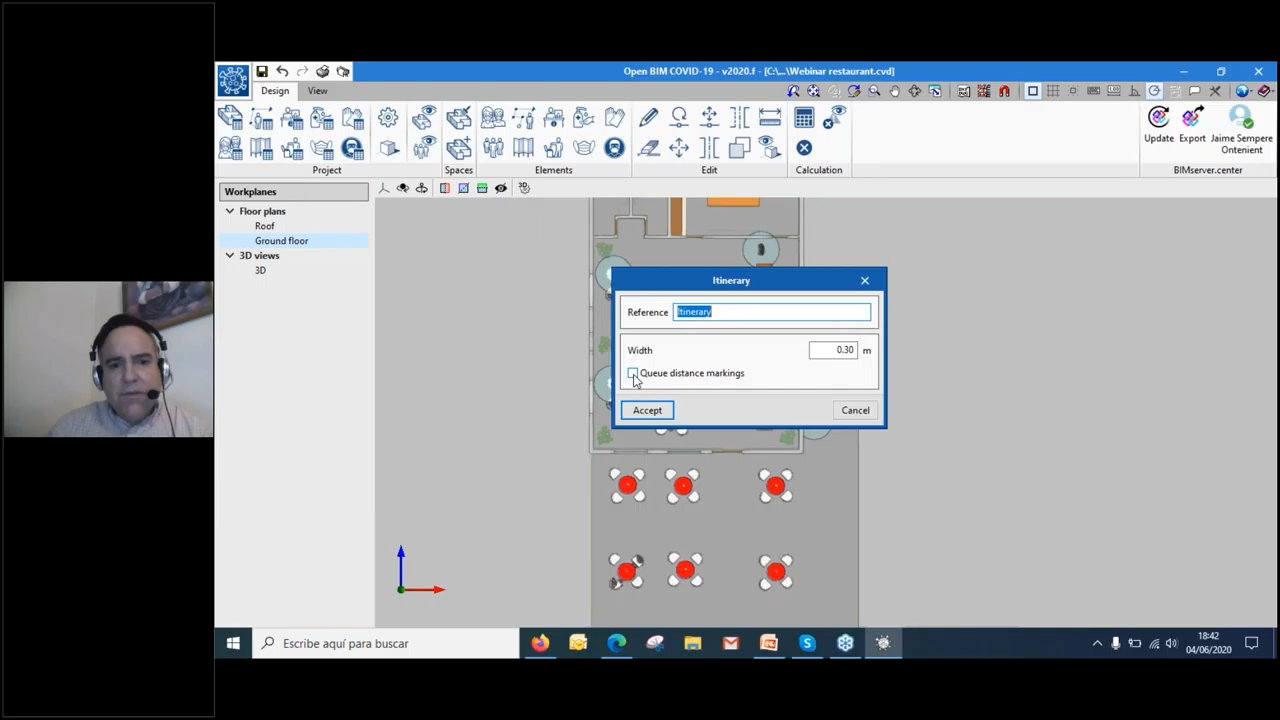 Open BIM COVID-19 - v2020.f - [C:\...\Webinar restaurant.cvd]
Design
View
Update
Export
Jaime Sempere
Ontenient
Project
Spaces
Elements
Edit
Calculation
BIMserver.center
Workplanes
Floor plans
Roof
Ground floor
3D views
3D
Itinerary
Reference
Itinerary
Width
0.30
m
Queue distance markings
Accept
Cancel
Escribe aquí para buscar
18:42
04/06/2020